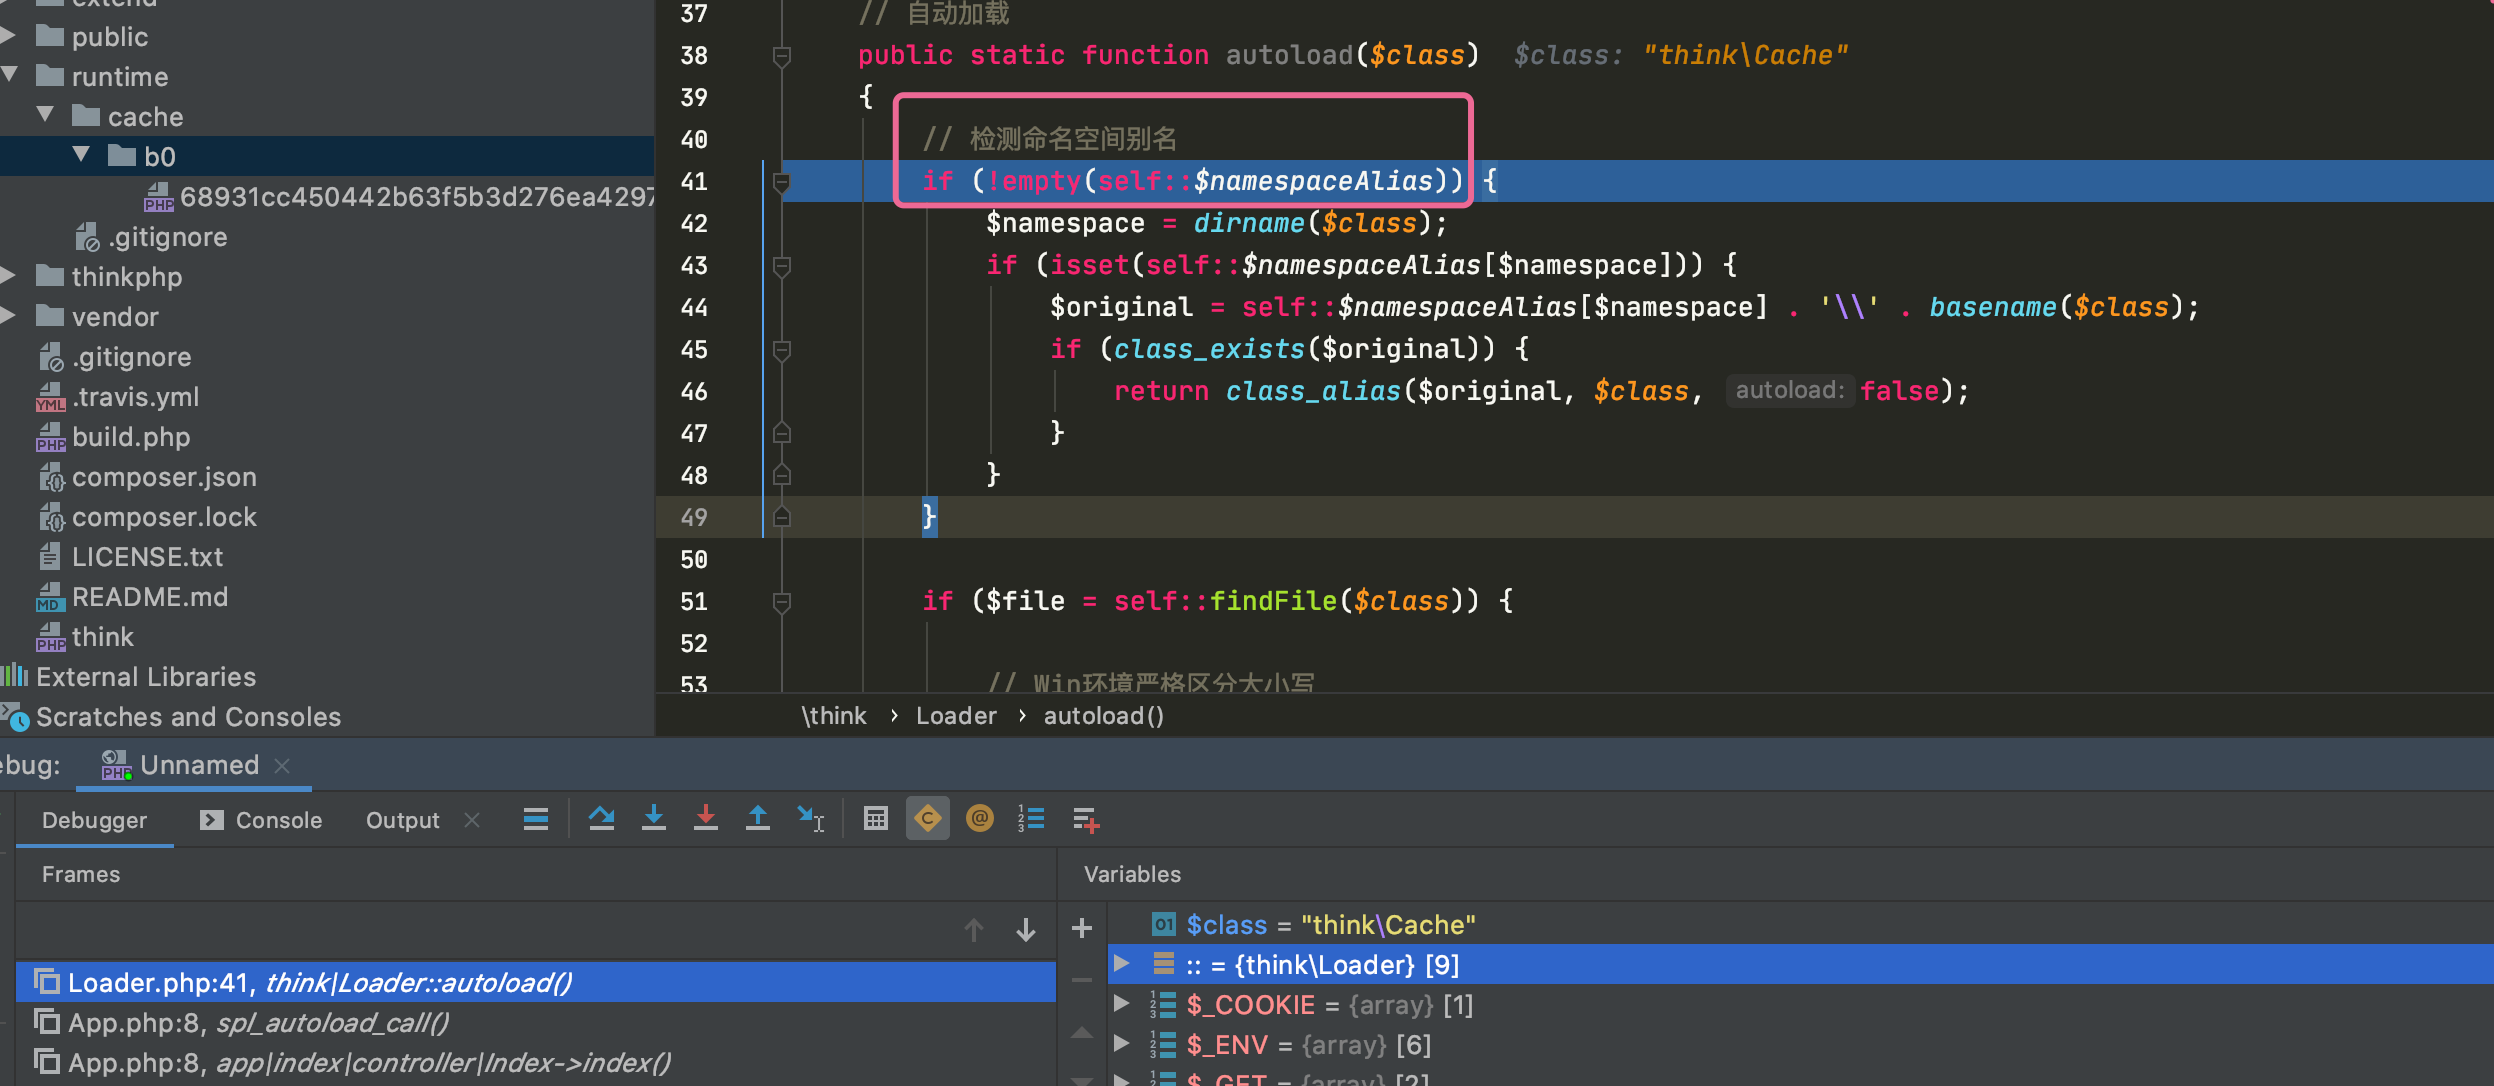 extend
public
runtime
cache
b0
68931cc450442b63f5b3d276ea4297
.gitignore
thinkphp
vendor
.gitignore
.travis.yml
build.php
composer.json
composer.lock
LICENSE.txt
README.md
think
External Libraries
Scratches and Consoles
37 // 自动加载
38 public static function autoload($class) $class: "think\Cache"
39 {
40 // 检测命名空间别名
41 if (!empty(self::$namespaceAlias)) {
42 $namespace = dirname($class);
43 if (isset(self::$namespaceAlias[$namespace])) {
44 $original = self::$namespaceAlias[$namespace] . '\\' . basename($class);
45 if (class_exists($original)) {
46 return class_alias($original, $class, autoload: false);
47 }
48 }
49 }
50
51 if ($file = self::findFile($class)) {
52
53 // Win环境严格区分大小写
\think › Loader › autoload()
ebug: Unnamed
Debugger Console Output
Frames
Loader.php:41, think|Loader::autoload()
App.php:8, spl_autoload_call()
App.php:8, app|index|controller|Index->index()
Variables
$class = "think\Cache"
:: = {think\Loader} [9]
$_COOKIE = {array} [1]
$_ENV = {array} [6]
$_GET = {array} [2]